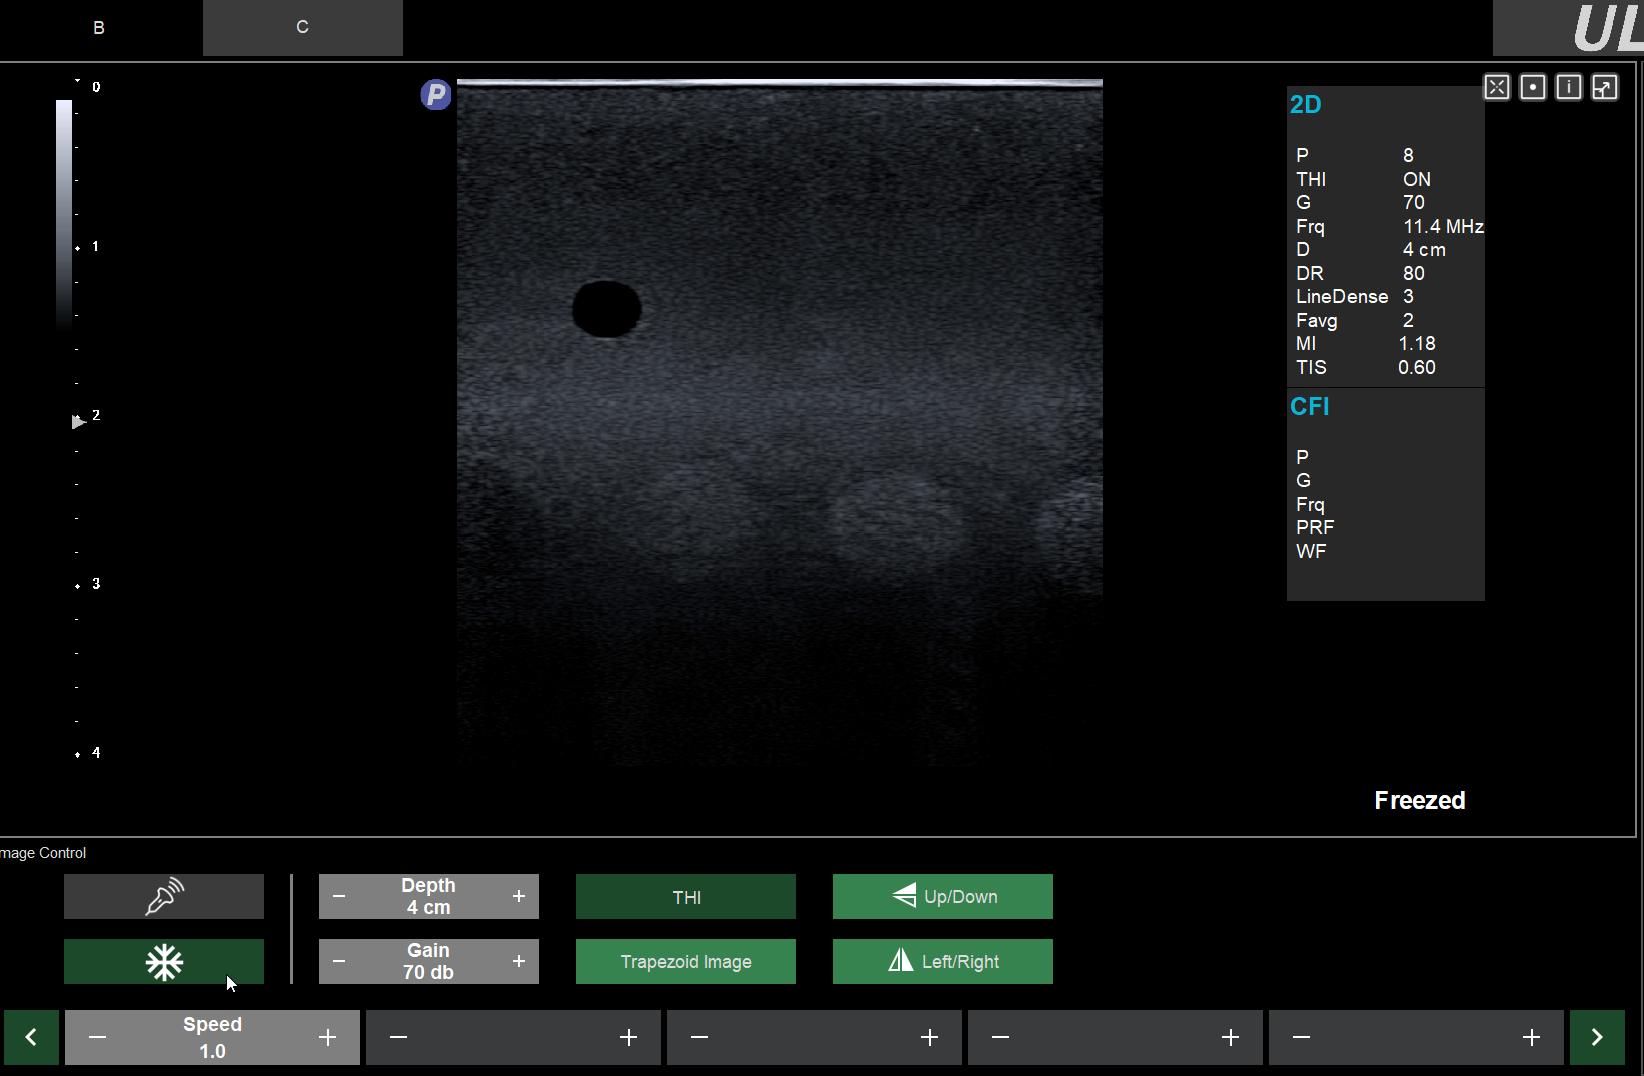 B
C
UL
0
P
1
2
3
4
2D
P 8
THI ON
G 70
Frq 11.4 MHz
D 4 cm
DR 80
LineDense 3
Favg 2
MI 1.18
TIS 0.60
CFI
P
G
Frq
PRF
WF
Freezed
mage Control
Depth
4 cm
THI
Up/Down
Gain
70 db
Trapezoid Image
Left/Right
Speed
1.0